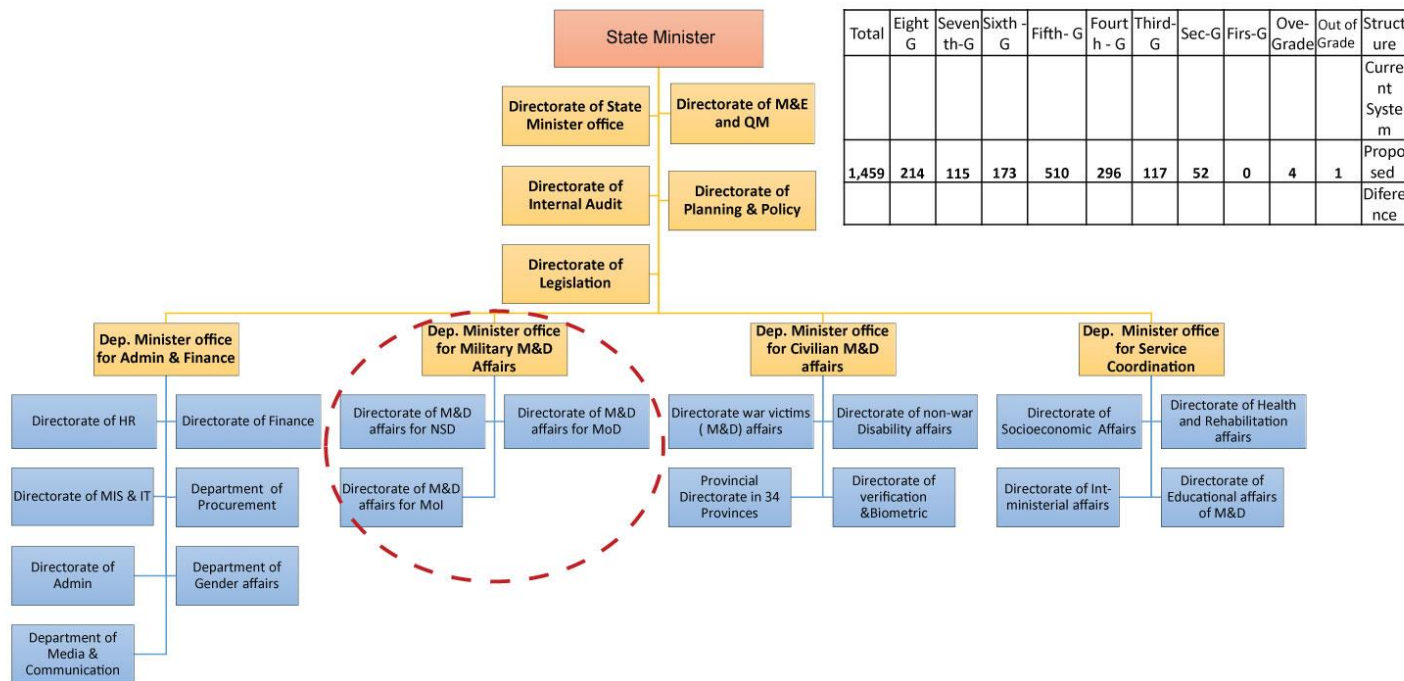 State Minister
Directorate of State
Minister office
Directorate of M&E
and QM
Directorate of
Internal Audit
Directorate of
Planning & Policy
Directorate of
Legislation
Total
Eight
G
Seven
th-G
Sixth -
G
Fifth- G
Fourt
h - G
Third-
G
Sec-G
Firs-G
Ove-
Grade
Out of
Grade
Struct
ure
Curre
nt
Syste
m
1,459
214
115
173
510
296
117
52
0
4
1
Propo
sed
Difere
nce
Dep. Minister office
for Admin & Finance
Directorate of HR
Directorate of Finance
Directorate of MIS & IT
Department of
Procurement
Directorate of
Admin
Department of
Gender affairs
Department of
Media &
Communication
Dep. Minister office
for Military M&D
Affairs
Directorate of M&D
affairs for NSD
Directorate of M&D
affairs for MoD
Directorate of M&D
affairs for MoI
Dep. Minister office
for Civilian M&D
affairs
Directorate war victims
( M&D) affairs
Directorate of non-war
Disability affairs
Provincial
Directorate in 34
Provinces
Directorate of
verification
&Biometric
Dep. Minister office
for Service
Coordination
Directorate of
Socioeconomic Affairs
Directorate of Health
and Rehabilitation
affairs
Directorate of Int-
ministerial affairs
Directorate of
Educational affairs
of M&D